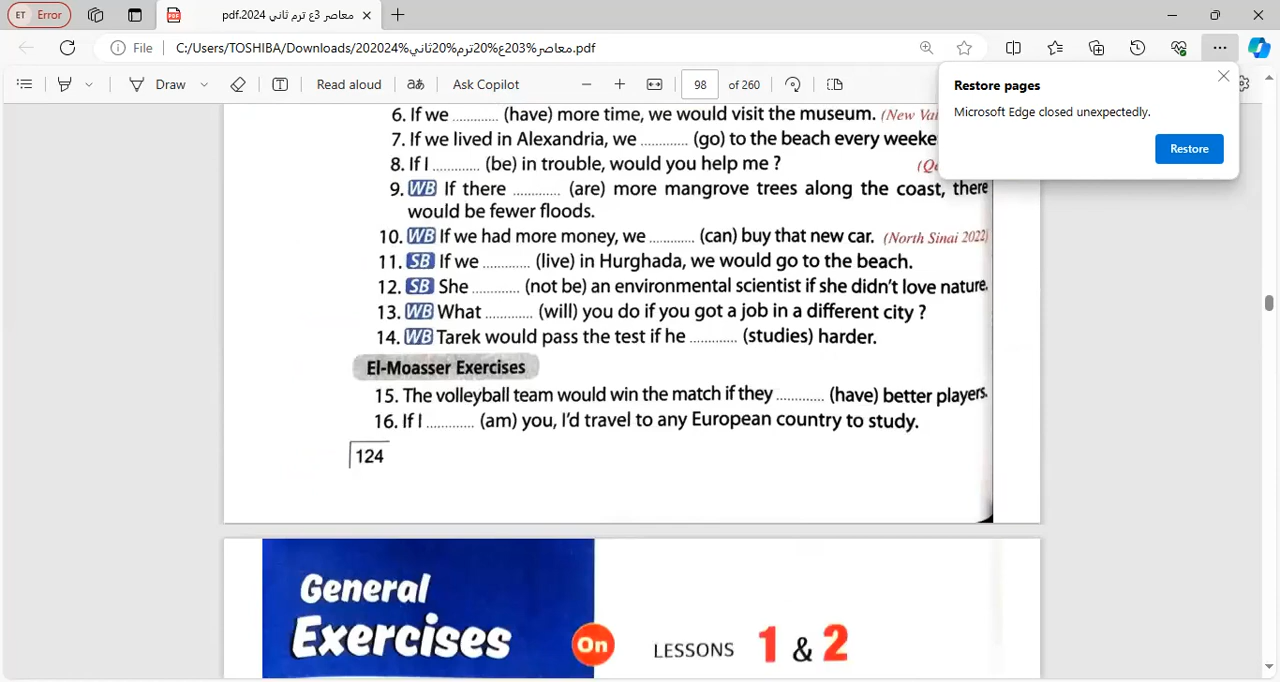 ET Error
معاصر 3ع ترم ثاني 2024.pdf
File C:/Users/TOSHIBA/Downloads/202024%معاصر%203ع%20ترم%20ثاني.pdf
Draw Read aloud aあ Ask Copilot 98 of 260
Restore pages
Microsoft Edge closed unexpectedly.
Restore
6. If we ............ (have) more time, we would visit the museum. (New
7. If we lived in Alexandria, we ............ (go) to the beach every
8. If I ............ (be) in trouble, would you help me ?
9. WB If there ............ (are) more mangrove trees along the coast, there
would be fewer floods.
10. WB If we had more money, we ............ (can) buy that new car. (North Sinai 2022)
11. SB If we ............ (live) in Hurghada, we would go to the beach.
12. SB She ............ (not be) an environmental scientist if she didn't love nature.
13. WB What ............ (will) you do if you got a job in a different city ?
14. WB Tarek would pass the test if he ............ (studies) harder.
El-Moasser Exercises
15. The volleyball team would win the match if they ............ (have) better players.
16. If I ............ (am) you, I'd travel to any European country to study.
124
General
Exercises On LESSONS 1 & 2